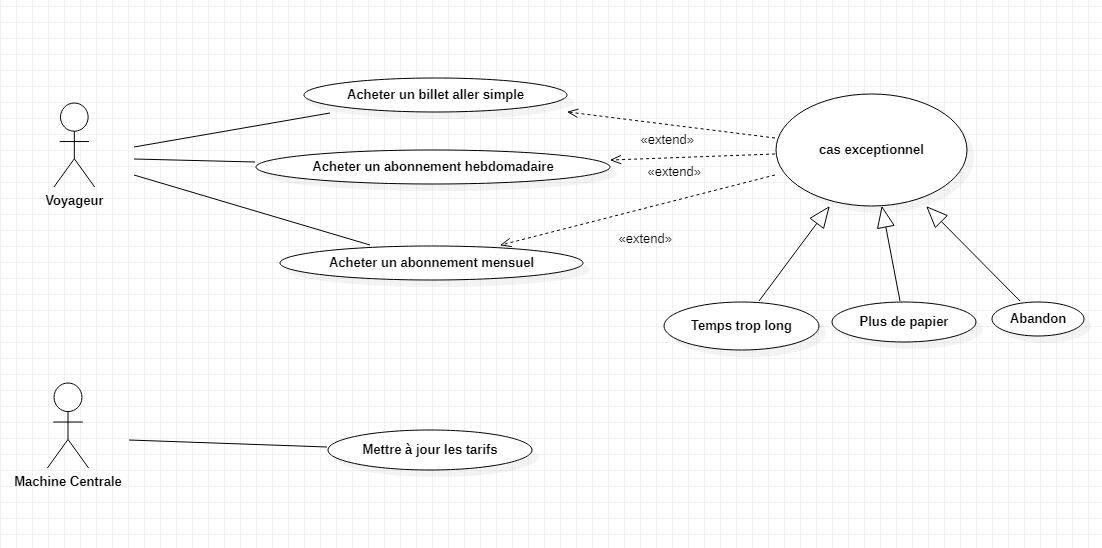 Acheter un billet aller simple
«extend»
cas exceptionnel
Acheter un abonnement hebdomadaire
«extend»
Voyageur
«extend»
Acheter un abonnement mensuel
Temps trop long
Plus de papier
Abandon
Mettre à jour les tarifs
Machine Centrale